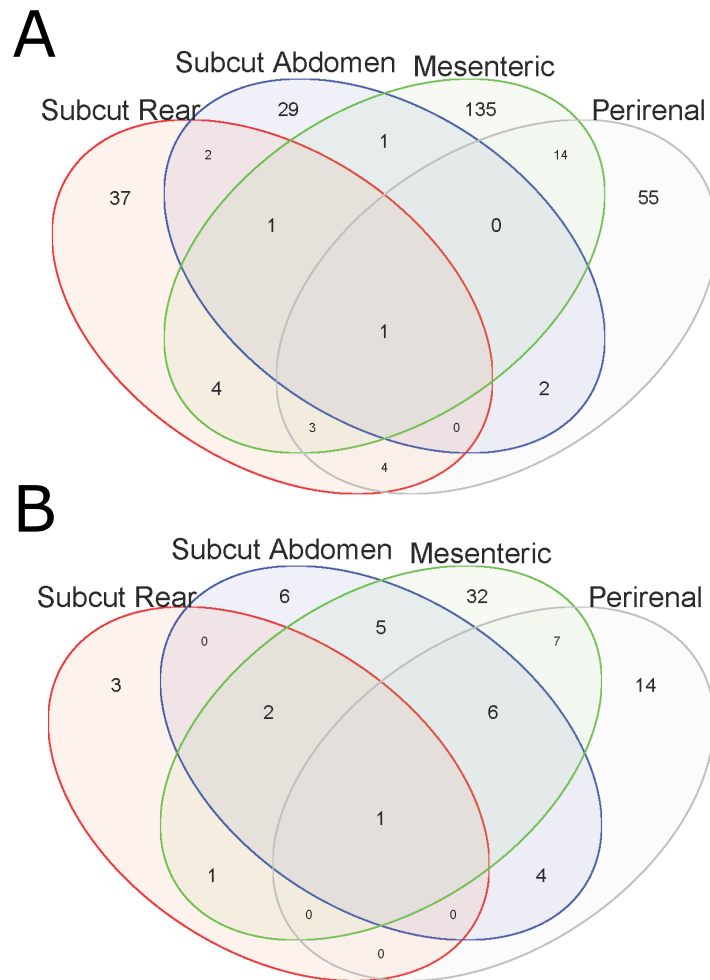 A
Subcut Abdomen Mesenteric
Subcut Rear 29 135 Perirenal
1
2 14
37 55
1 0
1
4 2
3 0
4
B
Subcut Abdomen Mesenteric
Subcut Rear 6 32 Perirenal
5
0 7
3 14
2 6
1
1 4
0 0
0